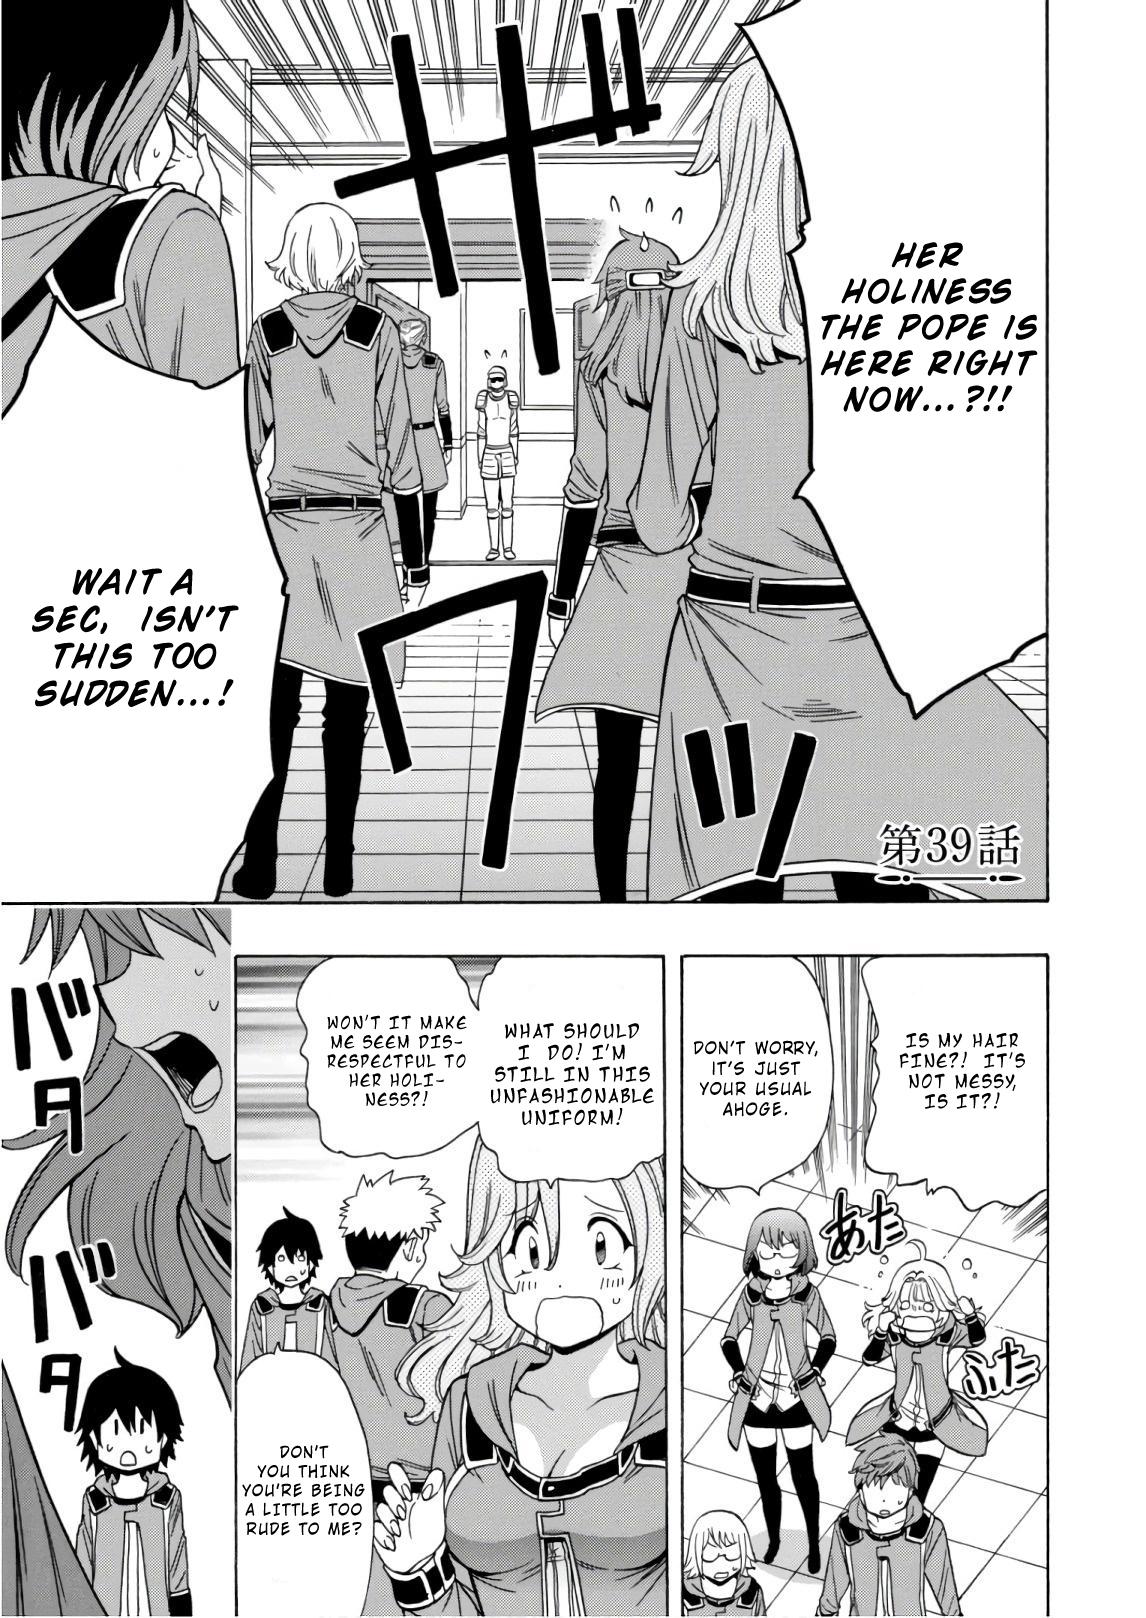 HER
HOLINESS
THE POPE IS
HERE RIGHT
NOW...?!!
ザワッ
WAIT A
SEC, ISN'T
THIS TOO
SUDDEN...!
第39話
IS MY HAIR
FINE?! IT'S
NOT MESSY,
IS IT?!
DON'T WORRY,
IT'S JUST
YOUR USUAL
AHOGE.
あた
ふた
WHAT SHOULD
I DO! I'M
STILL IN THIS
UNFASHIONABLE
UNIFORM!
WON'T IT MAKE
ME SEEM DIS-
RESPECTFUL TO
HER HOLI-
NESS?!
DON'T
YOU THINK
YOU'RE BEING
A LITTLE TOO
RUDE TO ME?
バタ
バタ